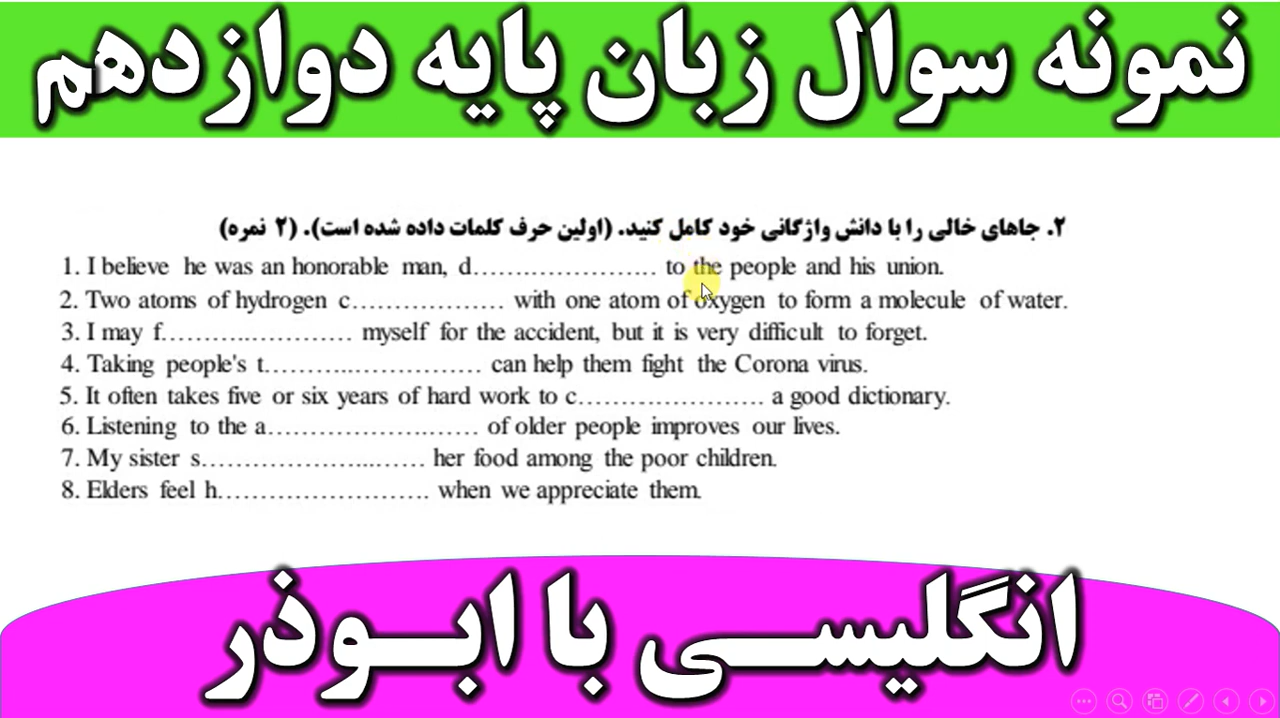 نمونه سوال زبان پایه دوازدهم
۲. جاهای خالی را با دانش واژگانی خود کامل کنید. (اولین حرف کلمات داده شده است). (۲ نمره)
1. I believe he was an honorable man, d…………………… to the people and his union.
2. Two atoms of hydrogen c……………… with one atom of oxygen to form a molecule of water.
3. I may f………..………… myself for the accident, but it is very difficult to forget.
4. Taking people's t………..…………… can help them fight the Corona virus.
5. It often takes five or six years of hard work to c………………… a good dictionary.
6. Listening to the a……………….…… of older people improves our lives.
7. My sister s………………...…… her food among the poor children.
8. Elders feel h…………………… when we appreciate them.
انگلیسی با ابوذر